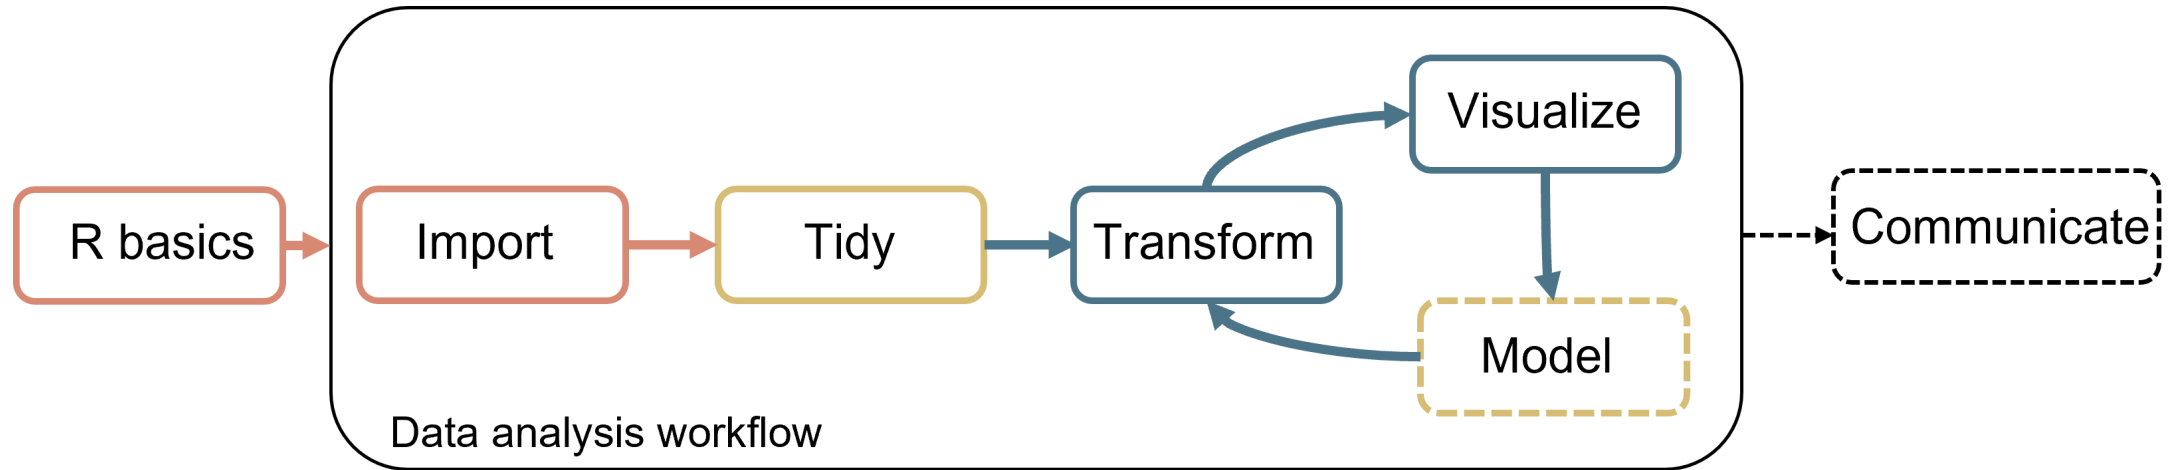 R basics
Import
Tidy
Transform
Visualize
Model
Communicate
Data analysis workflow